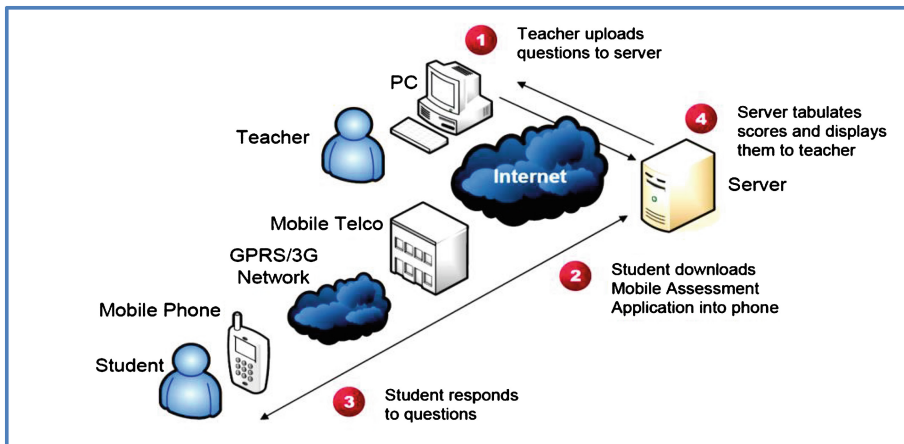 1
Teacher uploads
questions to server
PC
Teacher
4
Server tabulates
scores and displays
them to teacher
Internet
Server
Mobile Telco
GPRS/3G
Network
2
Student downloads
Mobile Assessment
Application into phone
Mobile Phone
Student
3
Student responds
to questions